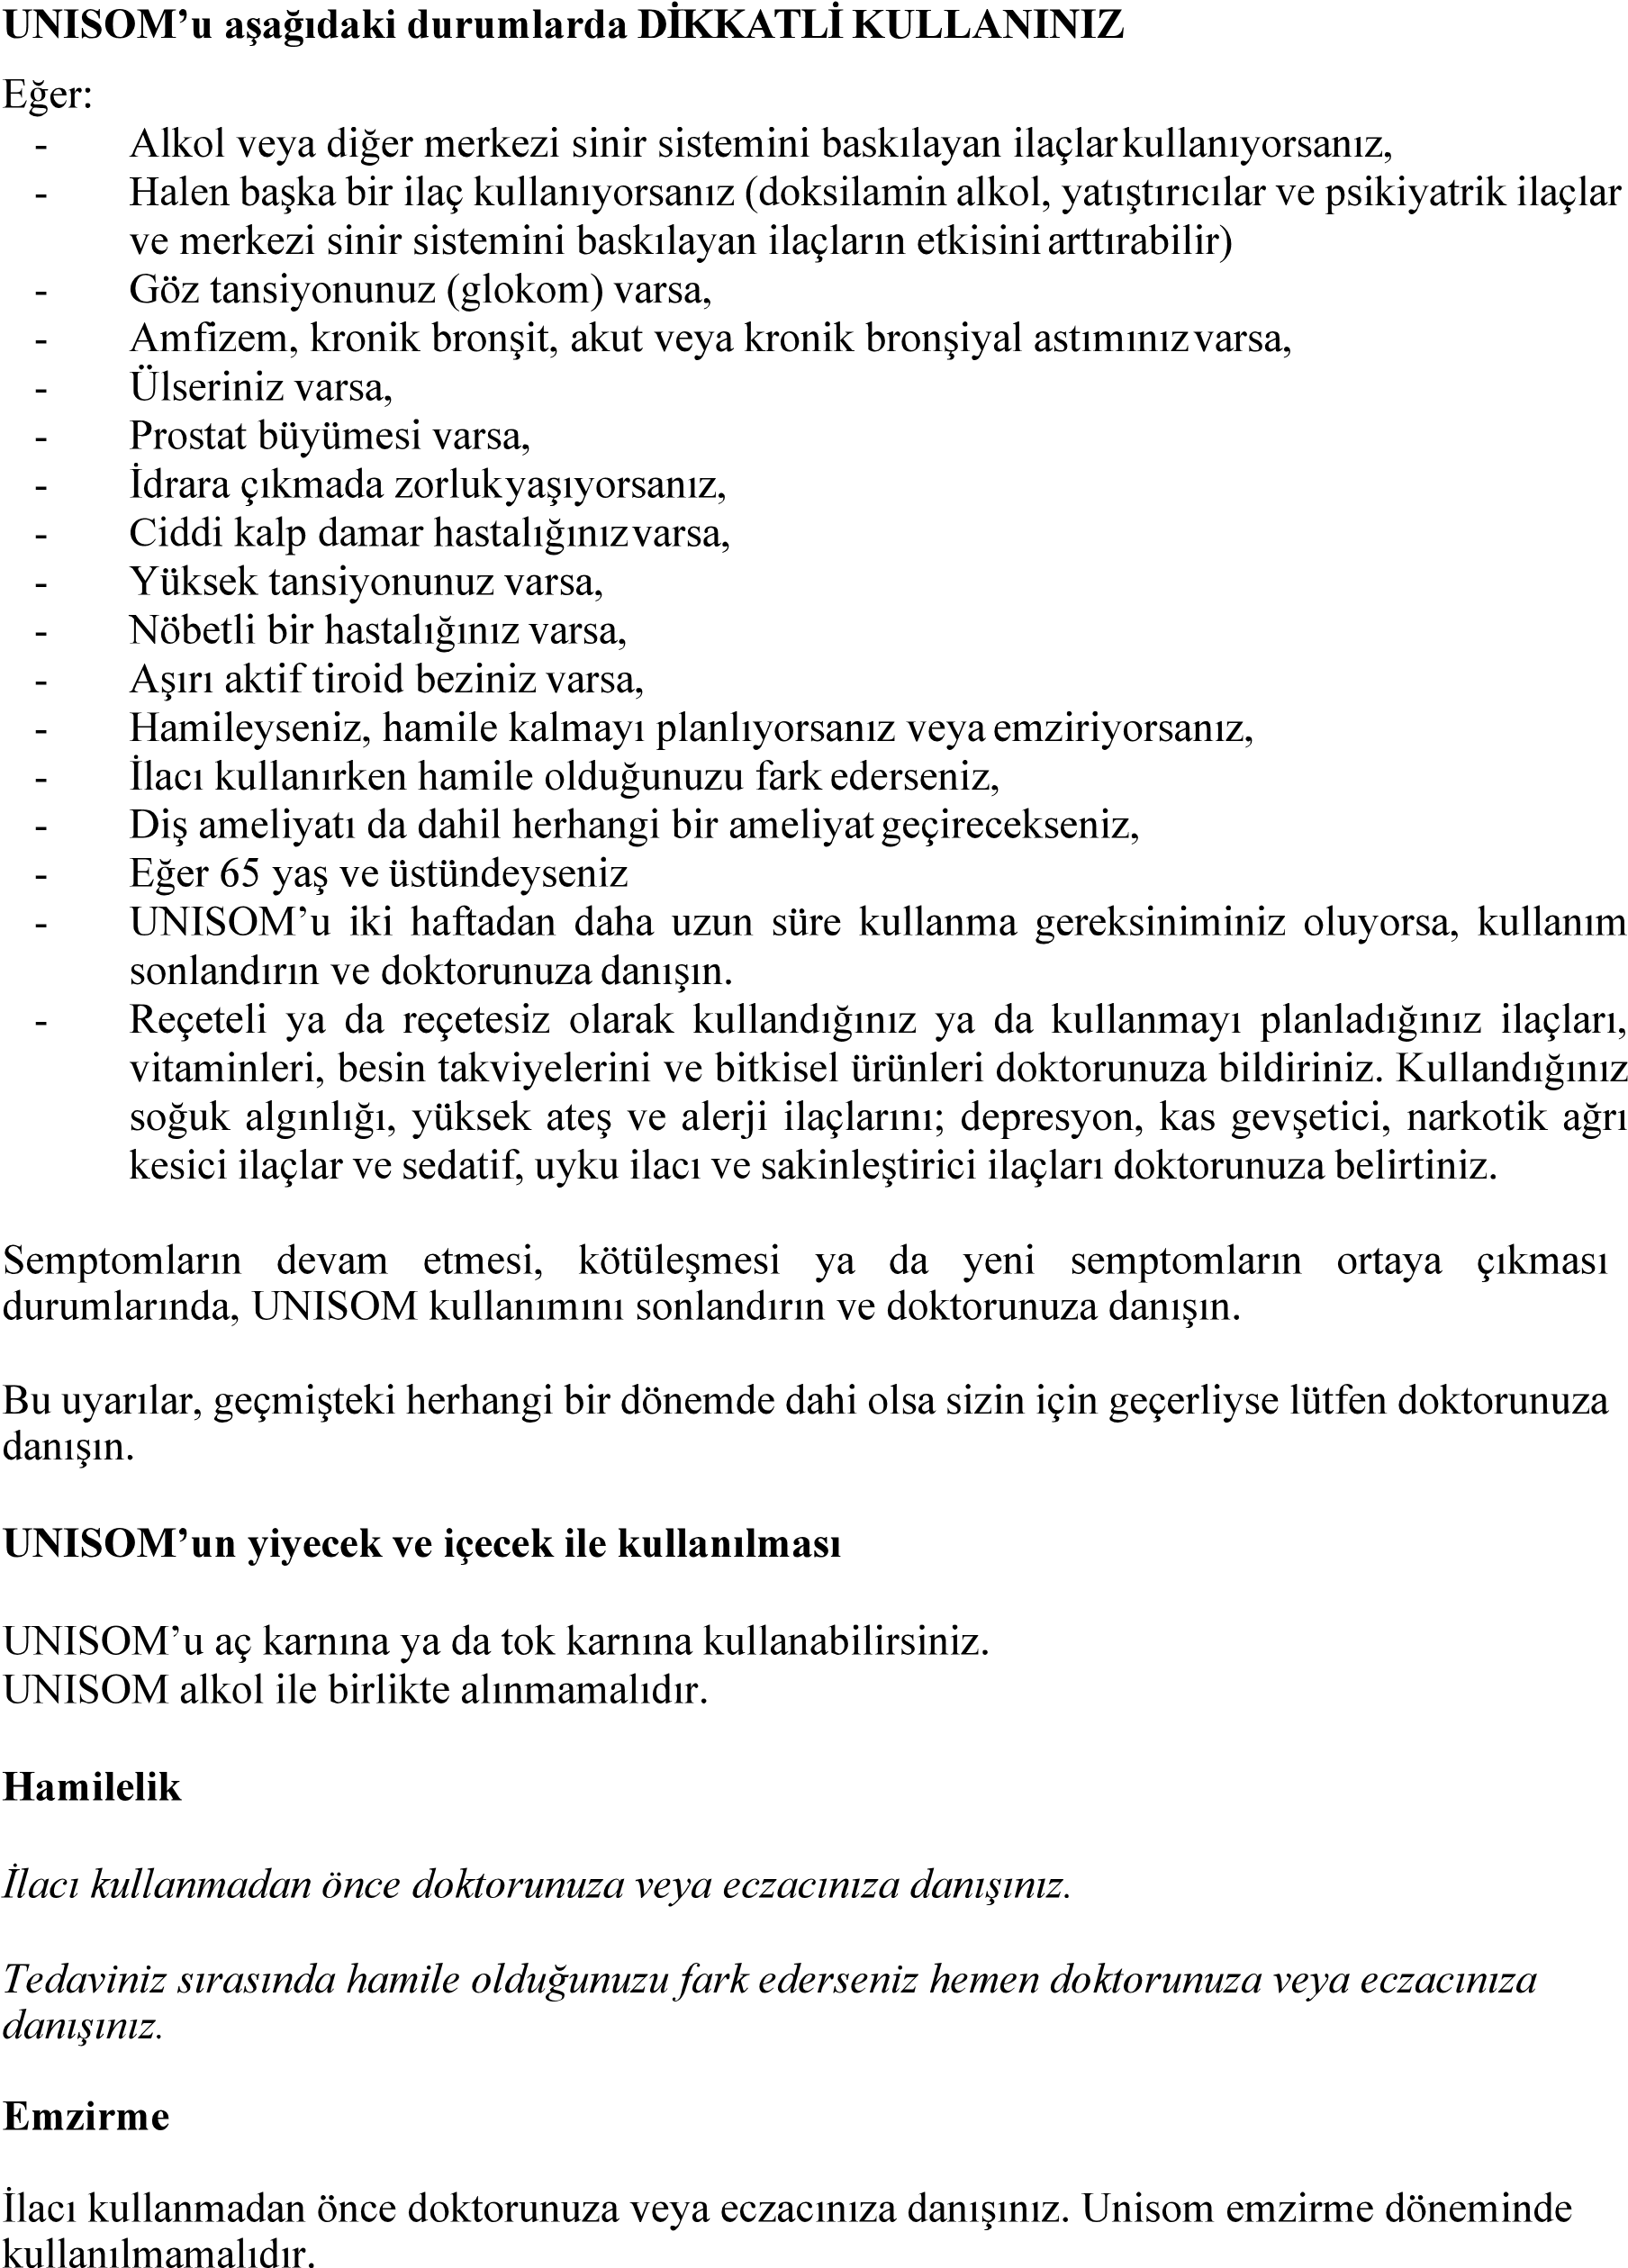 UNISOM’u aşağıdaki durumlarda DİKKATLİ KULLANINIZ
Eğer:
- Alkol veya diğer merkezi sinir sistemini baskılayan ilaçlar kullanıyorsanız,
- Halen başka bir ilaç kullanıyorsanız (doksilamin alkol, yatıştırıcılar ve psikiyatrik ilaçlar
ve merkezi sinir sistemini baskılayan ilaçların etkisini arttırabilir)
- Göz tansiyonunuz (glokom) varsa,
- Amfizem, kronik bronşit, akut veya kronik bronşiyal astımınız varsa,
- Ülseriniz varsa,
- Prostat büyümesi varsa,
- İdrara çıkmada zorluk yaşıyorsanız,
- Ciddi kalp damar hastalığınız varsa,
- Yüksek tansiyonunuz varsa,
- Nöbetli bir hastalığınız varsa,
- Aşırı aktif tiroid beziniz varsa,
- Hamileyseniz, hamile kalmayı planlıyorsanız veya emziriyorsanız,
- İlacı kullanırken hamile olduğunuzu fark ederseniz,
- Diş ameliyatı da dahil herhangi bir ameliyat geçirecekseniz,
- Eğer 65 yaş ve üstündeyseniz
- UNISOM’u iki haftadan daha uzun süre kullanma gereksiniminiz oluyorsa, kullanım
sonlandırın ve doktorunuza danışın.
- Reçeteli ya da reçetesiz olarak kullandığınız ya da kullanmayı planladığınız ilaçları,
vitaminleri, besin takviyelerini ve bitkisel ürünleri doktorunuza bildiriniz. Kullandığınız
soğuk algınlığı, yüksek ateş ve alerji ilaçlarını; depresyon, kas gevşetici, narkotik ağrı
kesici ilaçlar ve sedatif, uyku ilacı ve sakinleştirici ilaçları doktorunuza belirtiniz.
Semptomların devam etmesi, kötüleşmesi ya da yeni semptomların ortaya çıkması
durumlarında, UNISOM kullanımını sonlandırın ve doktorunuza danışın.
Bu uyarılar, geçmişteki herhangi bir dönemde dahi olsa sizin için geçerliyse lütfen doktorunuza
danışın.
UNISOM’un yiyecek ve içecek ile kullanılması
UNISOM’u aç karnına ya da tok karnına kullanabilirsiniz.
UNISOM alkol ile birlikte alınmamalıdır.
Hamilelik
İlacı kullanmadan önce doktorunuza veya eczacınıza danışınız.
Tedaviniz sırasında hamile olduğunuzu fark ederseniz hemen doktorunuza veya eczacınıza
danışınız.
Emzirme
İlacı kullanmadan önce doktorunuza veya eczacınıza danışınız. Unisom emzirme döneminde
kullanılmamalıdır.